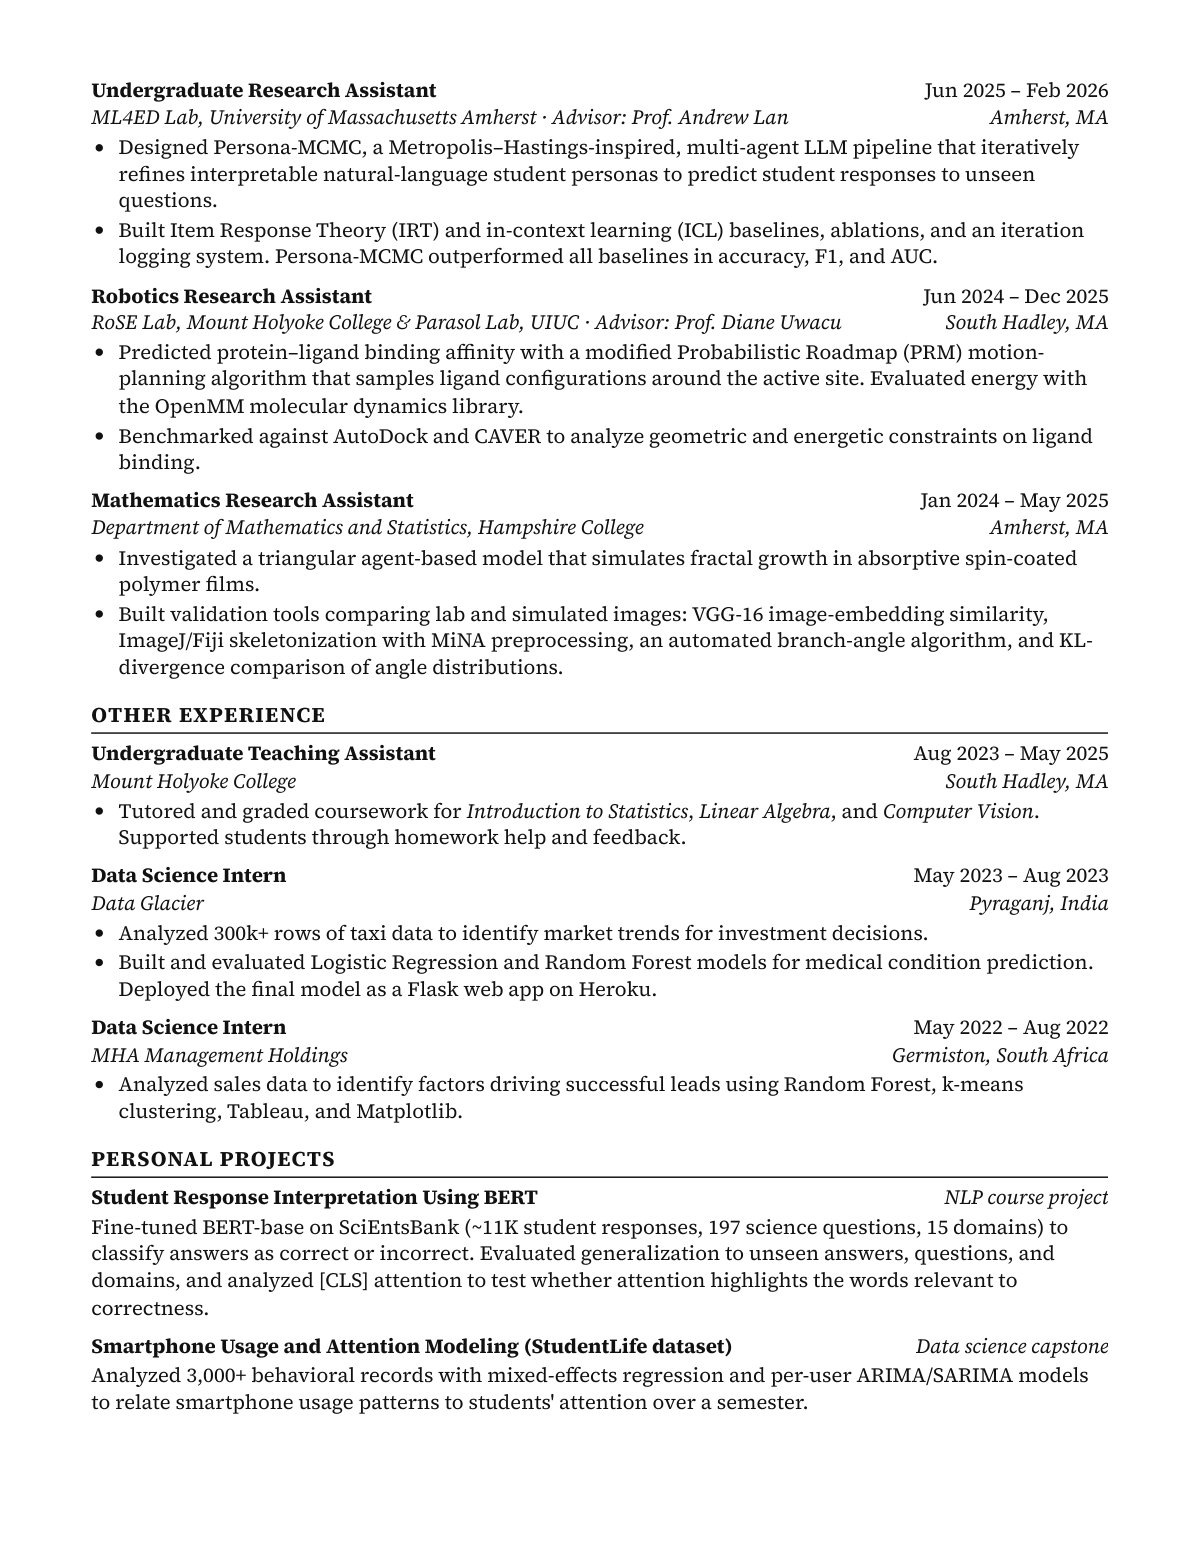 Undergraduate Research Assistant Jun 2025 – Feb 2026
ML4ED Lab, University of Massachusetts Amherst · Advisor: Prof. Andrew Lan Amherst, MA
• Designed Persona-MCMC, a Metropolis–Hastings-inspired, multi-agent LLM pipeline that iteratively
refines interpretable natural-language student personas to predict student responses to unseen
questions.
• Built Item Response Theory (IRT) and in-context learning (ICL) baselines, ablations, and an iteration
logging system. Persona-MCMC outperformed all baselines in accuracy, F1, and AUC.
Robotics Research Assistant Jun 2024 – Dec 2025
RoSE Lab, Mount Holyoke College & Parasol Lab, UIUC · Advisor: Prof. Diane Uwacu South Hadley, MA
• Predicted protein–ligand binding affinity with a modified Probabilistic Roadmap (PRM) motion-
planning algorithm that samples ligand configurations around the active site. Evaluated energy with
the OpenMM molecular dynamics library.
• Benchmarked against AutoDock and CAVER to analyze geometric and energetic constraints on ligand
binding.
Mathematics Research Assistant Jan 2024 – May 2025
Department of Mathematics and Statistics, Hampshire College Amherst, MA
• Investigated a triangular agent-based model that simulates fractal growth in absorptive spin-coated
polymer films.
• Built validation tools comparing lab and simulated images: VGG-16 image-embedding similarity,
ImageJ/Fiji skeletonization with MiNA preprocessing, an automated branch-angle algorithm, and KL-
divergence comparison of angle distributions.
OTHER EXPERIENCE
Undergraduate Teaching Assistant Aug 2023 – May 2025
Mount Holyoke College South Hadley, MA
• Tutored and graded coursework for Introduction to Statistics, Linear Algebra, and Computer Vision.
Supported students through homework help and feedback.
Data Science Intern May 2023 – Aug 2023
Data Glacier Pyraganj, India
• Analyzed 300k+ rows of taxi data to identify market trends for investment decisions.
• Built and evaluated Logistic Regression and Random Forest models for medical condition prediction.
Deployed the final model as a Flask web app on Heroku.
Data Science Intern May 2022 – Aug 2022
MHA Management Holdings Germiston, South Africa
• Analyzed sales data to identify factors driving successful leads using Random Forest, k-means
clustering, Tableau, and Matplotlib.
PERSONAL PROJECTS
Student Response Interpretation Using BERT NLP course project
Fine-tuned BERT-base on SciEntsBank (~11K student responses, 197 science questions, 15 domains) to
classify answers as correct or incorrect. Evaluated generalization to unseen answers, questions, and
domains, and analyzed [CLS] attention to test whether attention highlights the words relevant to
correctness.
Smartphone Usage and Attention Modeling (StudentLife dataset) Data science capstone
Analyzed 3,000+ behavioral records with mixed-effects regression and per-user ARIMA/SARIMA models
to relate smartphone usage patterns to students' attention over a semester.